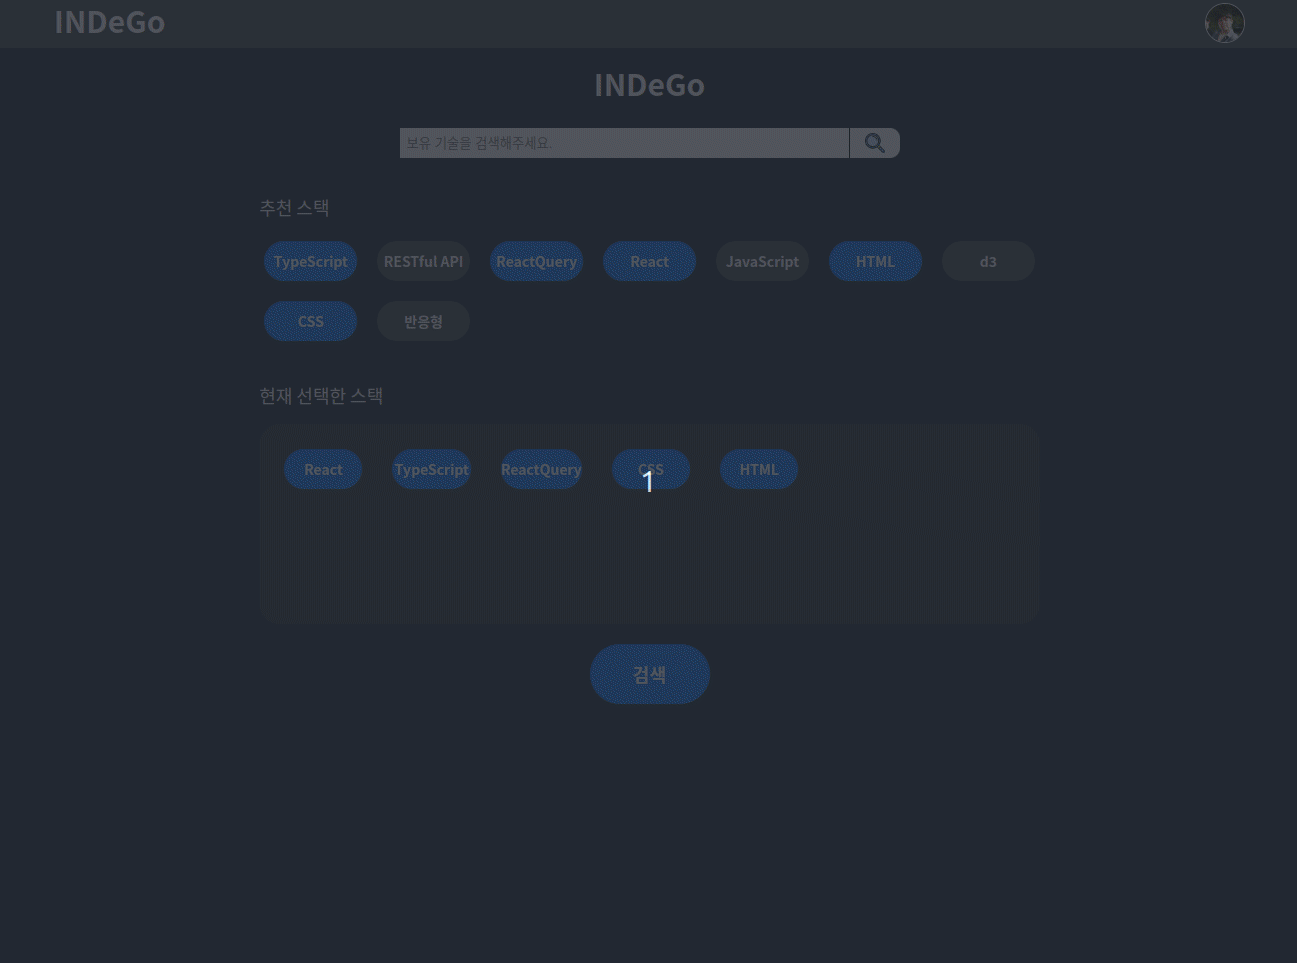 INDeGo
INDeGo
보유 기술을 검색해주세요.
추천 스택
TypeScript RESTful API ReactQuery React JavaScript HTML d3
CSS 반응형
현재 선택한 스택
React TypeScript ReactQuery CSS HTML
1
검색